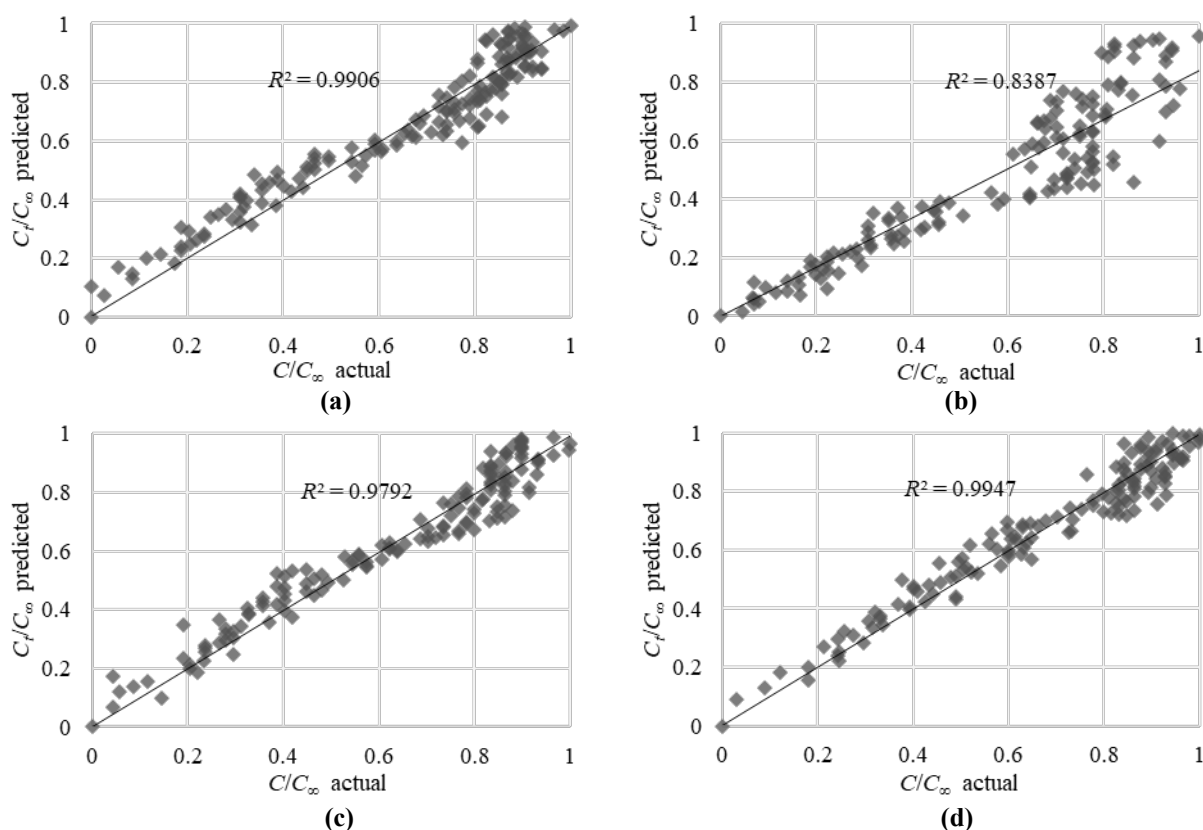 1
0.8
0.6
0.4
0.2
0
0 0.2 0.4 0.6 0.8 1
Cₜ/C∞ predicted
R² = 0.9906
C/C∞ actual
(a)
1
0.8
0.6
0.4
0.2
0
0 0.2 0.4 0.6 0.8 1
Cₜ/C∞ predicted
R² = 0.8387
C/C∞ actual
(b)
1
0.8
0.6
0.4
0.2
0
0 0.2 0.4 0.6 0.8 1
Cₜ/C∞ predicted
R² = 0.9792
C/C∞ actual
(c)
1
0.8
0.6
0.4
0.2
0
0 0.2 0.4 0.6 0.8 1
Cₜ/C∞ predicted
R² = 0.9947
C/C∞ actual
(d)